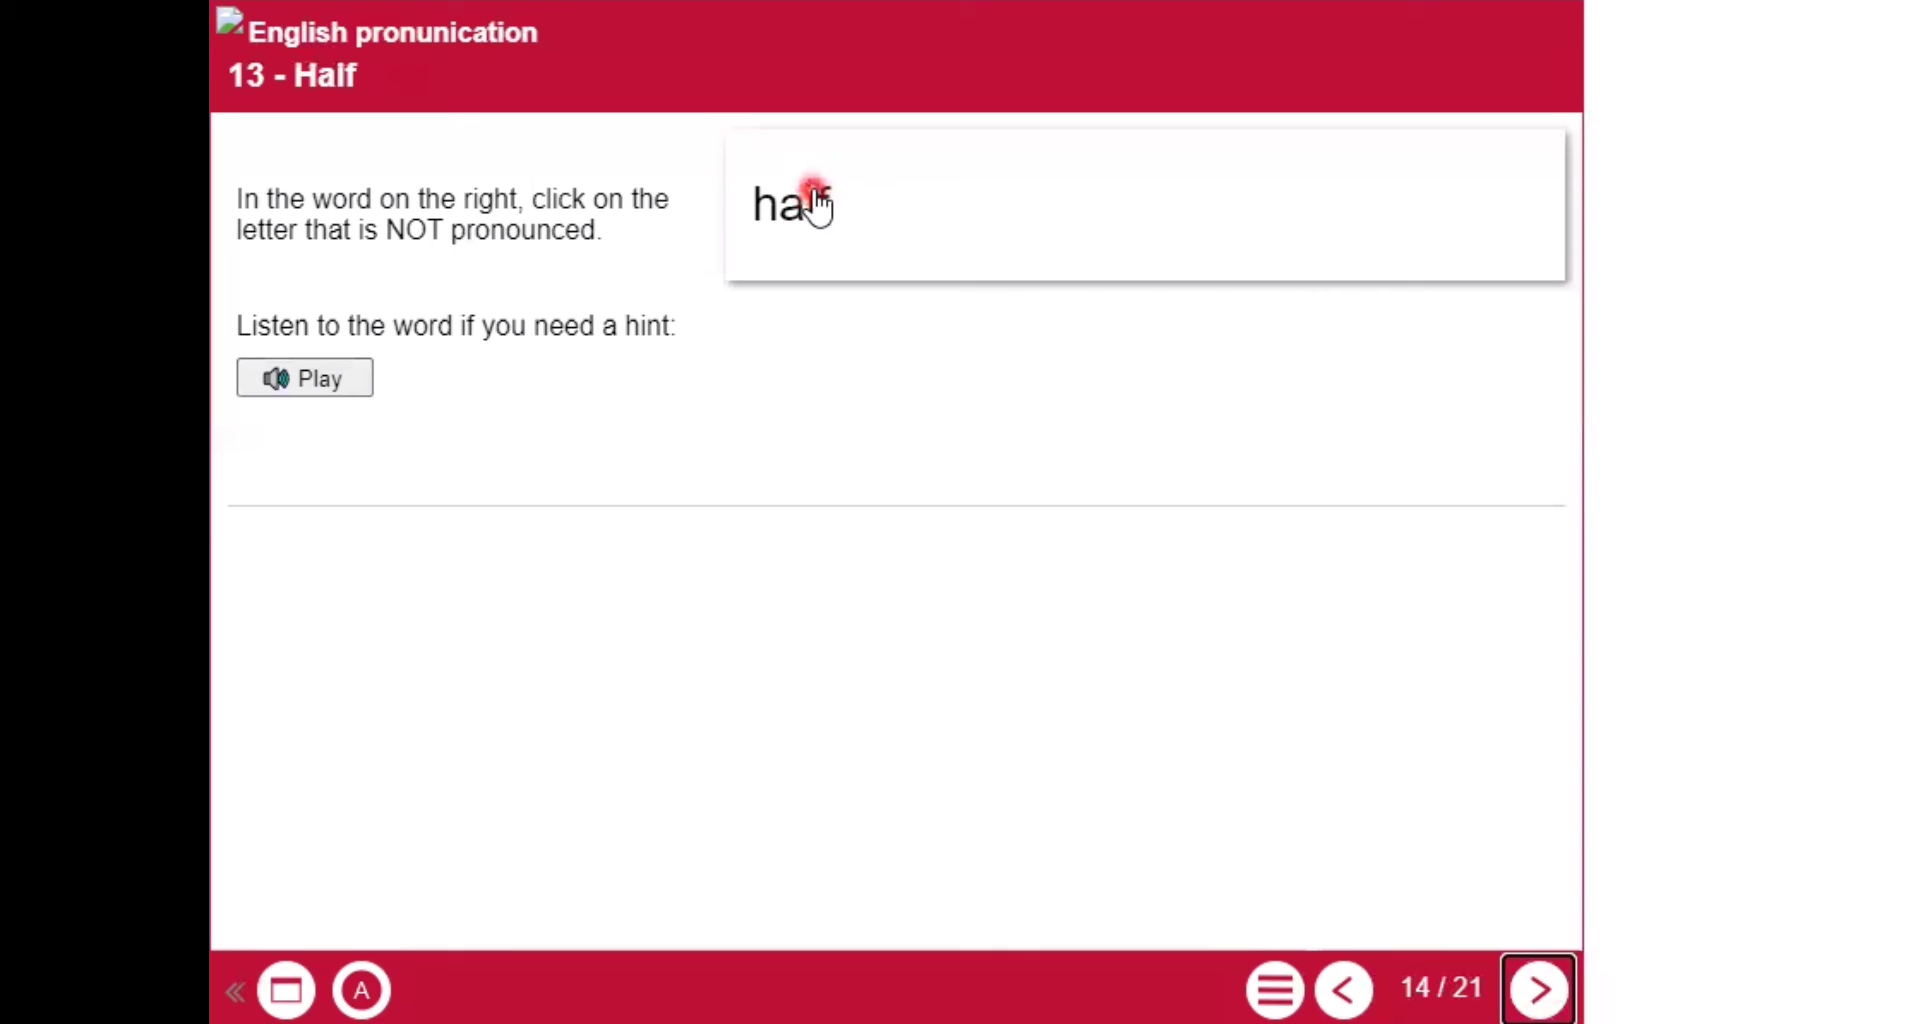 English pronunication
13 - Half
In the word on the right, click on the
letter that is NOT pronounced.
half
Listen to the word if you need a hint:
Play
A
14 / 21